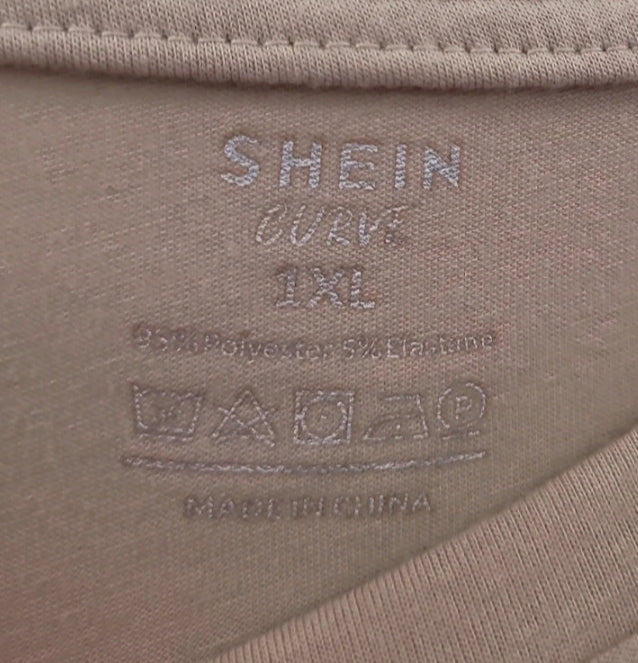 SHEIN
CURVE
1XL
95%Polyester 5%Elastane
P
MADE IN CHINA